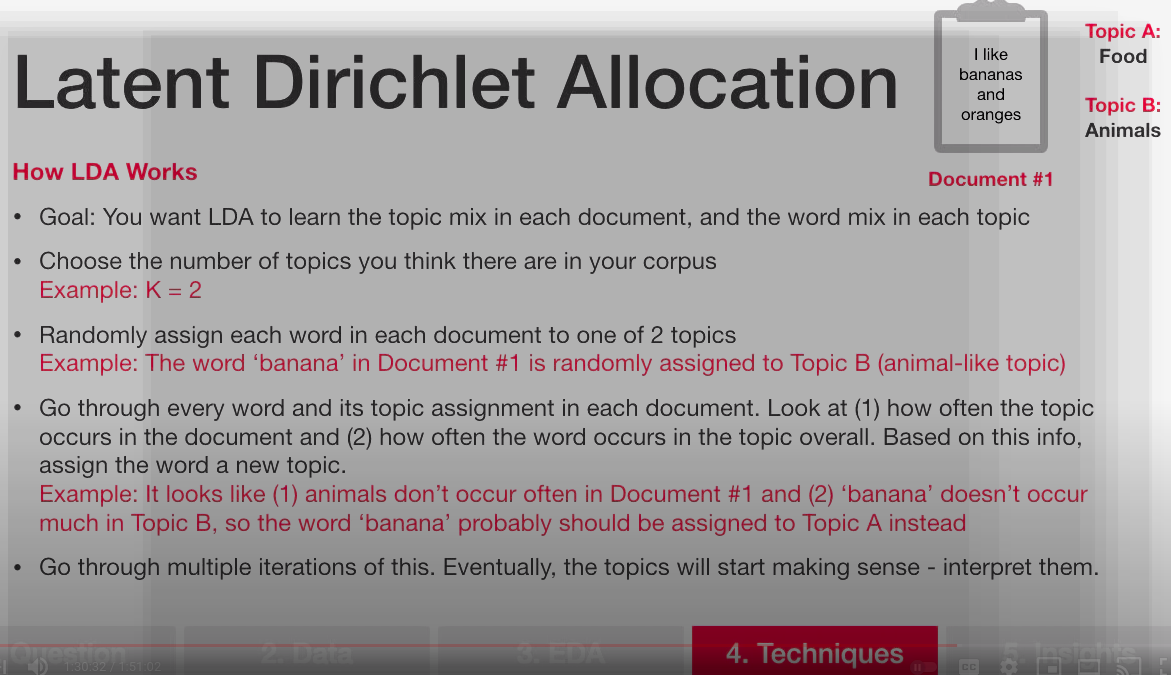 Latent Dirichlet Allocation
I like
bananas
and
oranges
Document #1
Topic A:
Food
Topic B:
Animals
How LDA Works
• Goal: You want LDA to learn the topic mix in each document, and the word mix in each topic
• Choose the number of topics you think there are in your corpus
Example: K = 2
• Randomly assign each word in each document to one of 2 topics
Example: The word ‘banana’ in Document #1 is randomly assigned to Topic B (animal-like topic)
• Go through every word and its topic assignment in each document. Look at (1) how often the topic
occurs in the document and (2) how often the word occurs in the topic overall. Based on this info,
assign the word a new topic.
Example: It looks like (1) animals don’t occur often in Document #1 and (2) ‘banana’ doesn’t occur
much in Topic B, so the word ‘banana’ probably should be assigned to Topic A instead
• Go through multiple iterations of this. Eventually, the topics will start making sense - interpret them.
Question
2. Data
3. EDA
4. Techniques
5. Insights
1:30:32 / 1:51:02
CC